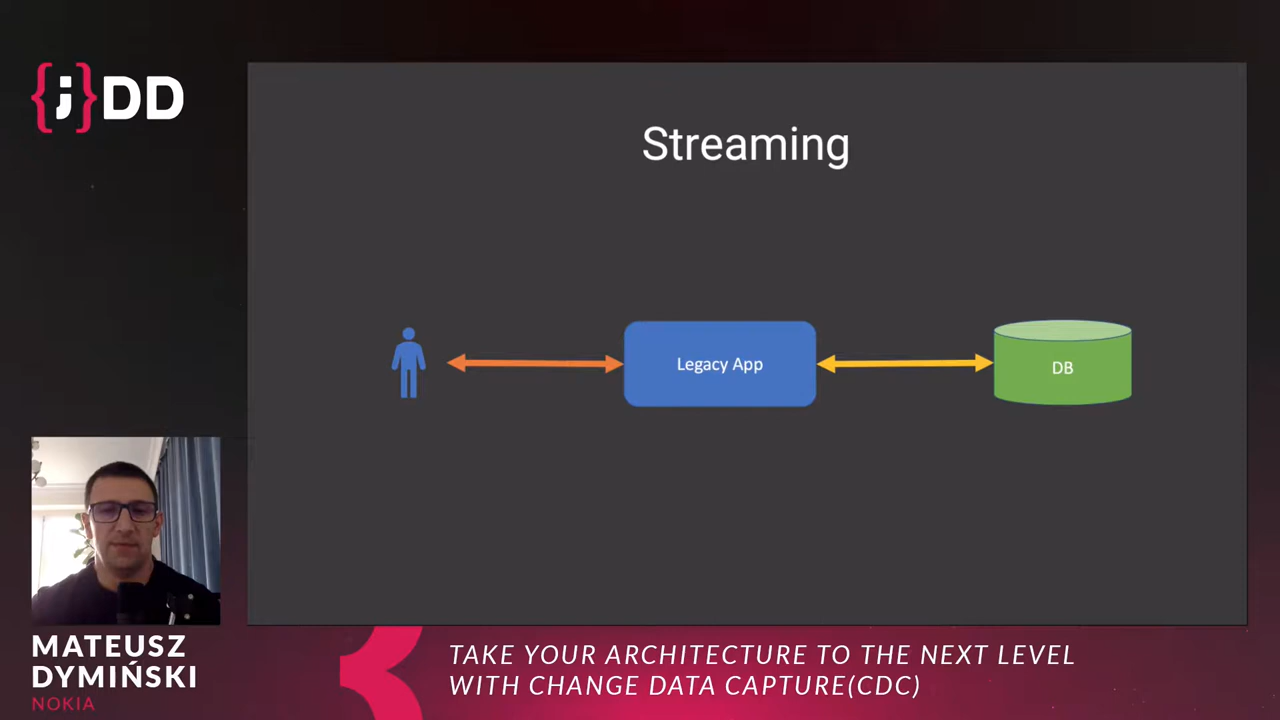 {;}DD
Streaming
Legacy App
DB
MATEUSZ
DYMIŃSKI
NOKIA
TAKE YOUR ARCHITECTURE TO THE NEXT LEVEL
WITH CHANGE DATA CAPTURE(CDC)